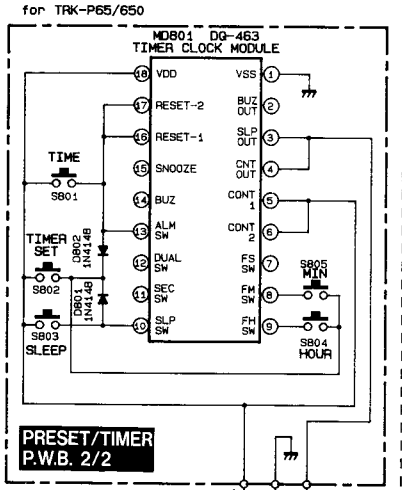 for TRK-P65/650
MD801 DG-463
TIMER CLOCK MODULE
18 VDD
VSS 1
17 RESET-2
BUZ OUT 2
16 RESET-1
SLP OUT 3
TIME
S801
15 SNOOZE
CNT OUT 4
14 BUZ
CONT 1 5
13 ALM SW
CONT 2 6
TIMER SET
S802
D802 1N4148
12 DUAL SW
FS SW 7
S805
MIN
D801 1N4148
11 SEC SW
FM SW 8
S803
SLEEP
10 SLP SW
FH SW 9
S804
HOUR
PRESET/TIMER
P.W.B. 2/2